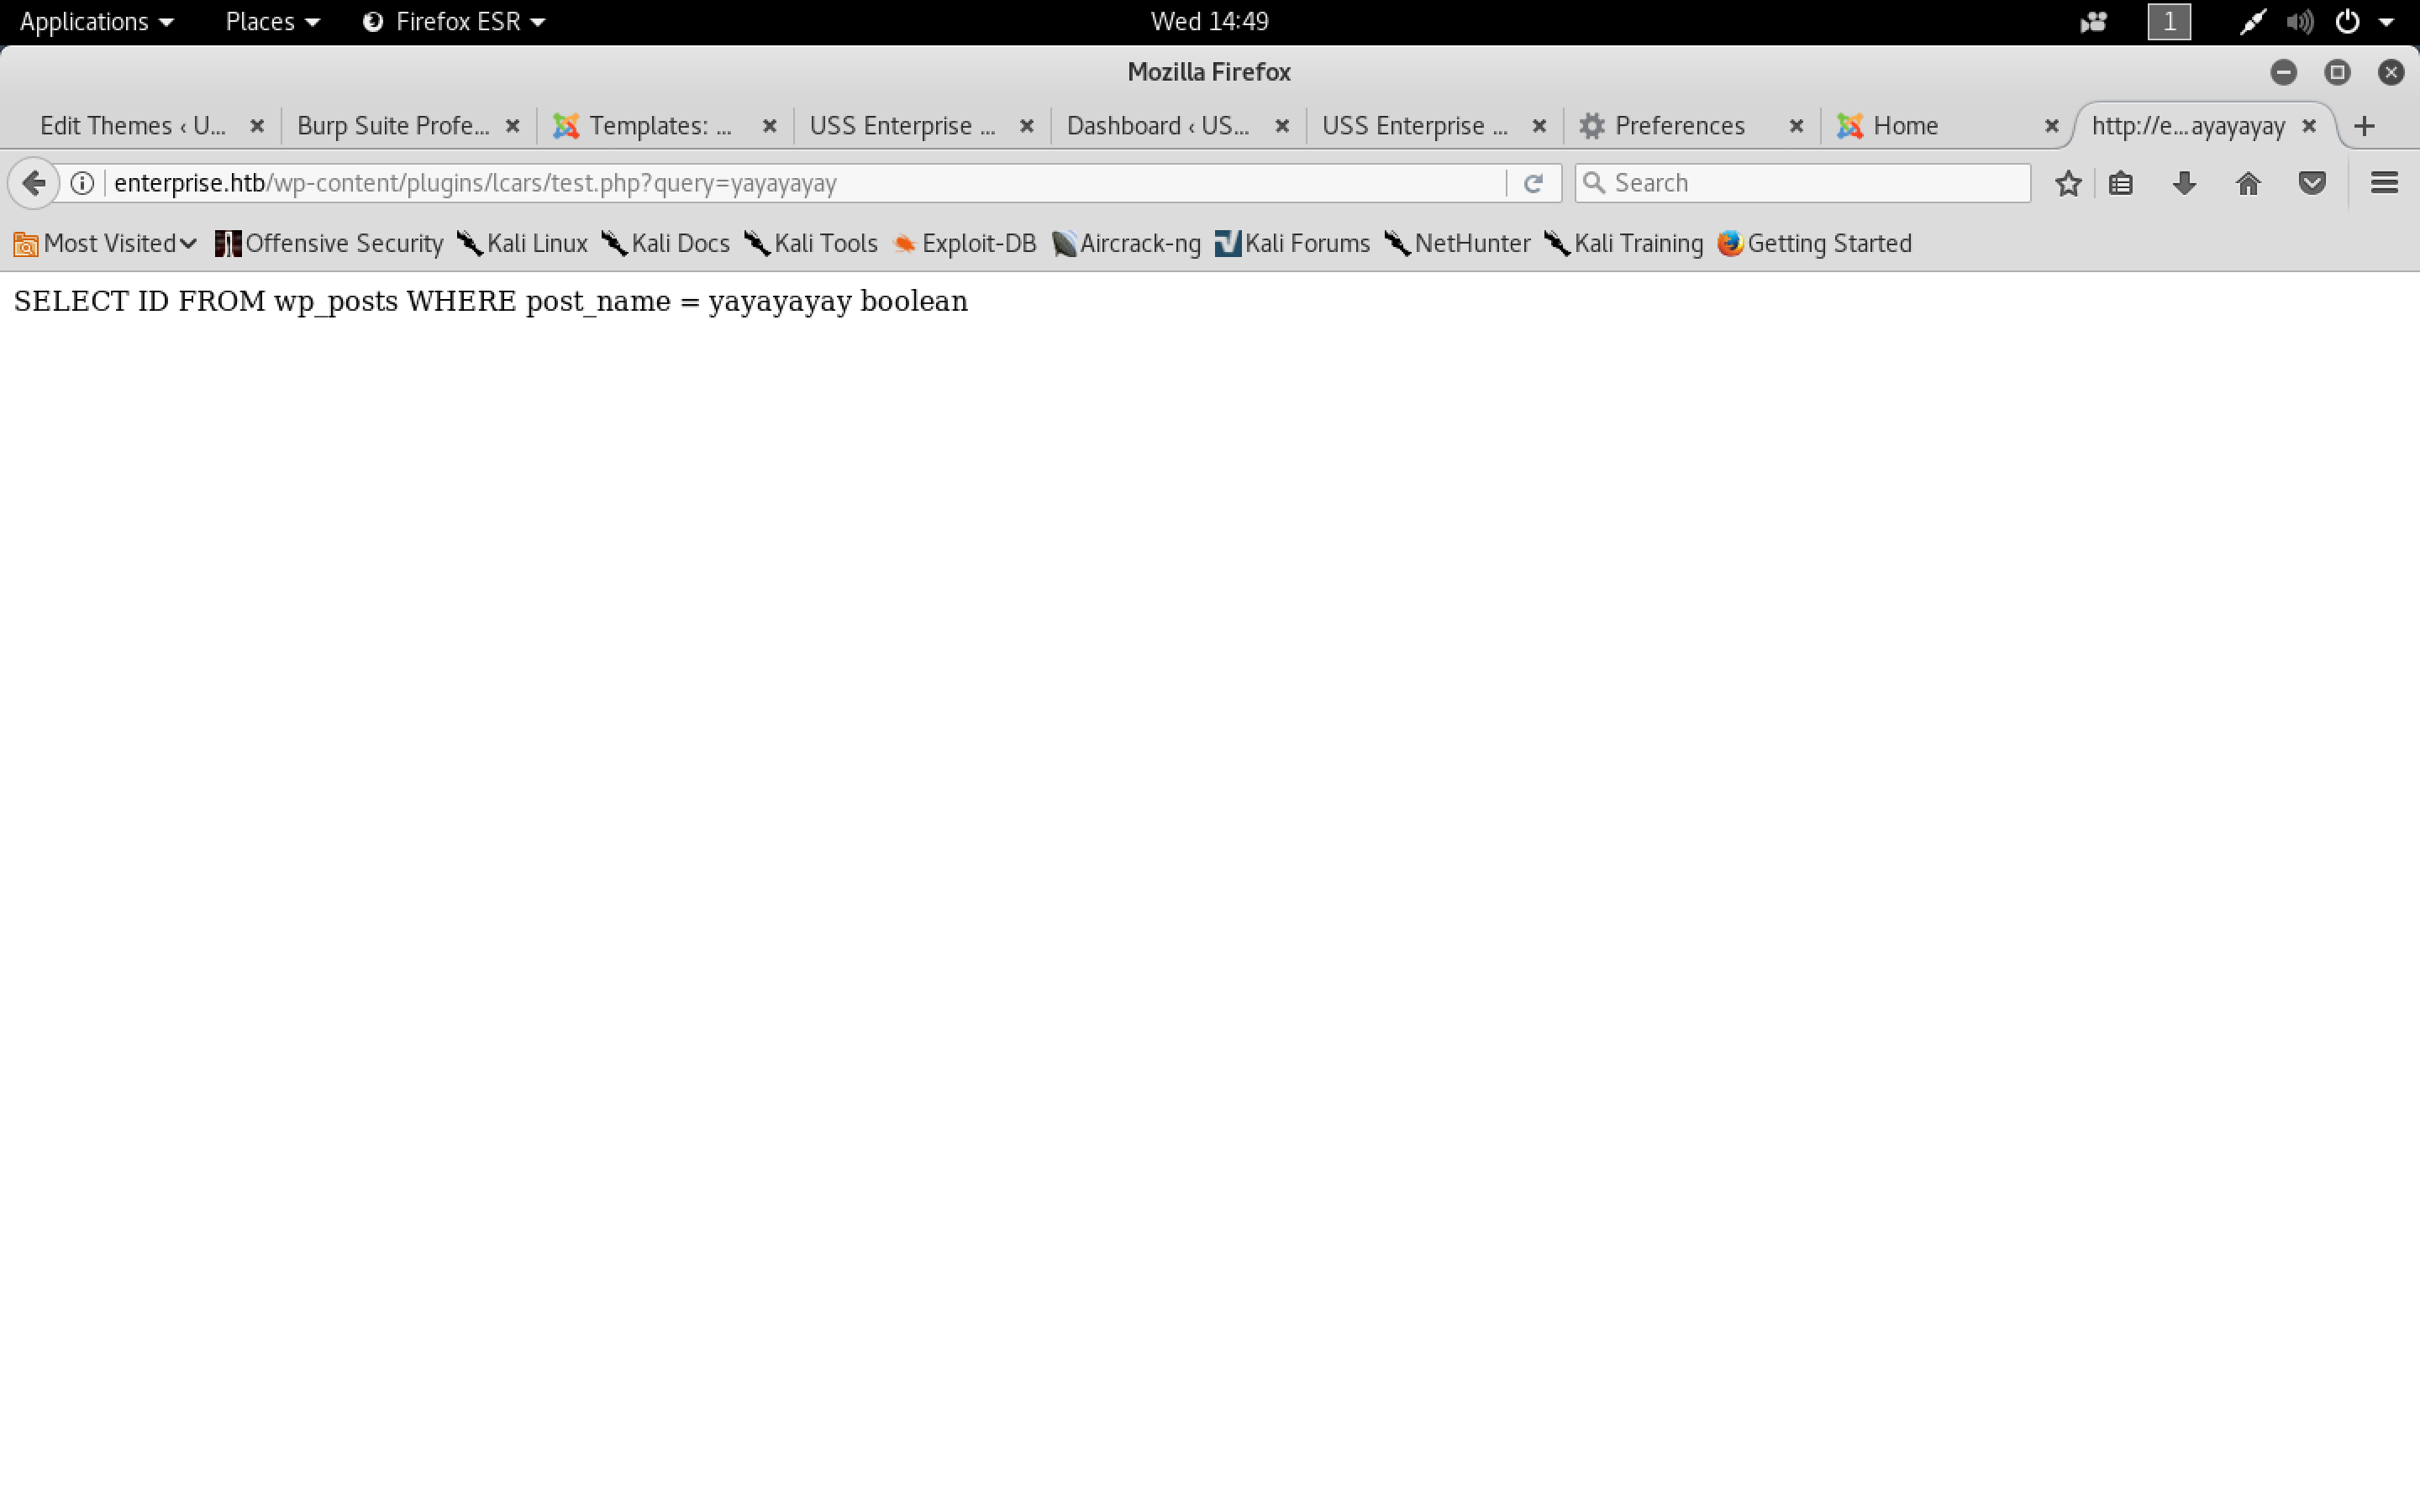 Applications Places Firefox ESR Wed 14:49 1
Mozilla Firefox
Edit Themes ‹ U... Burp Suite Profe... Templates: ... USS Enterprise ... Dashboard ‹ US... USS Enterprise ... Preferences Home http://e...ayayayay
enterprise.htb/wp-content/plugins/lcars/test.php?query=yayayayay Search
Most Visited Offensive Security Kali Linux Kali Docs Kali Tools Exploit-DB Aircrack-ng Kali Forums NetHunter Kali Training Getting Started
SELECT ID FROM wp_posts WHERE post_name = yayayayay boolean